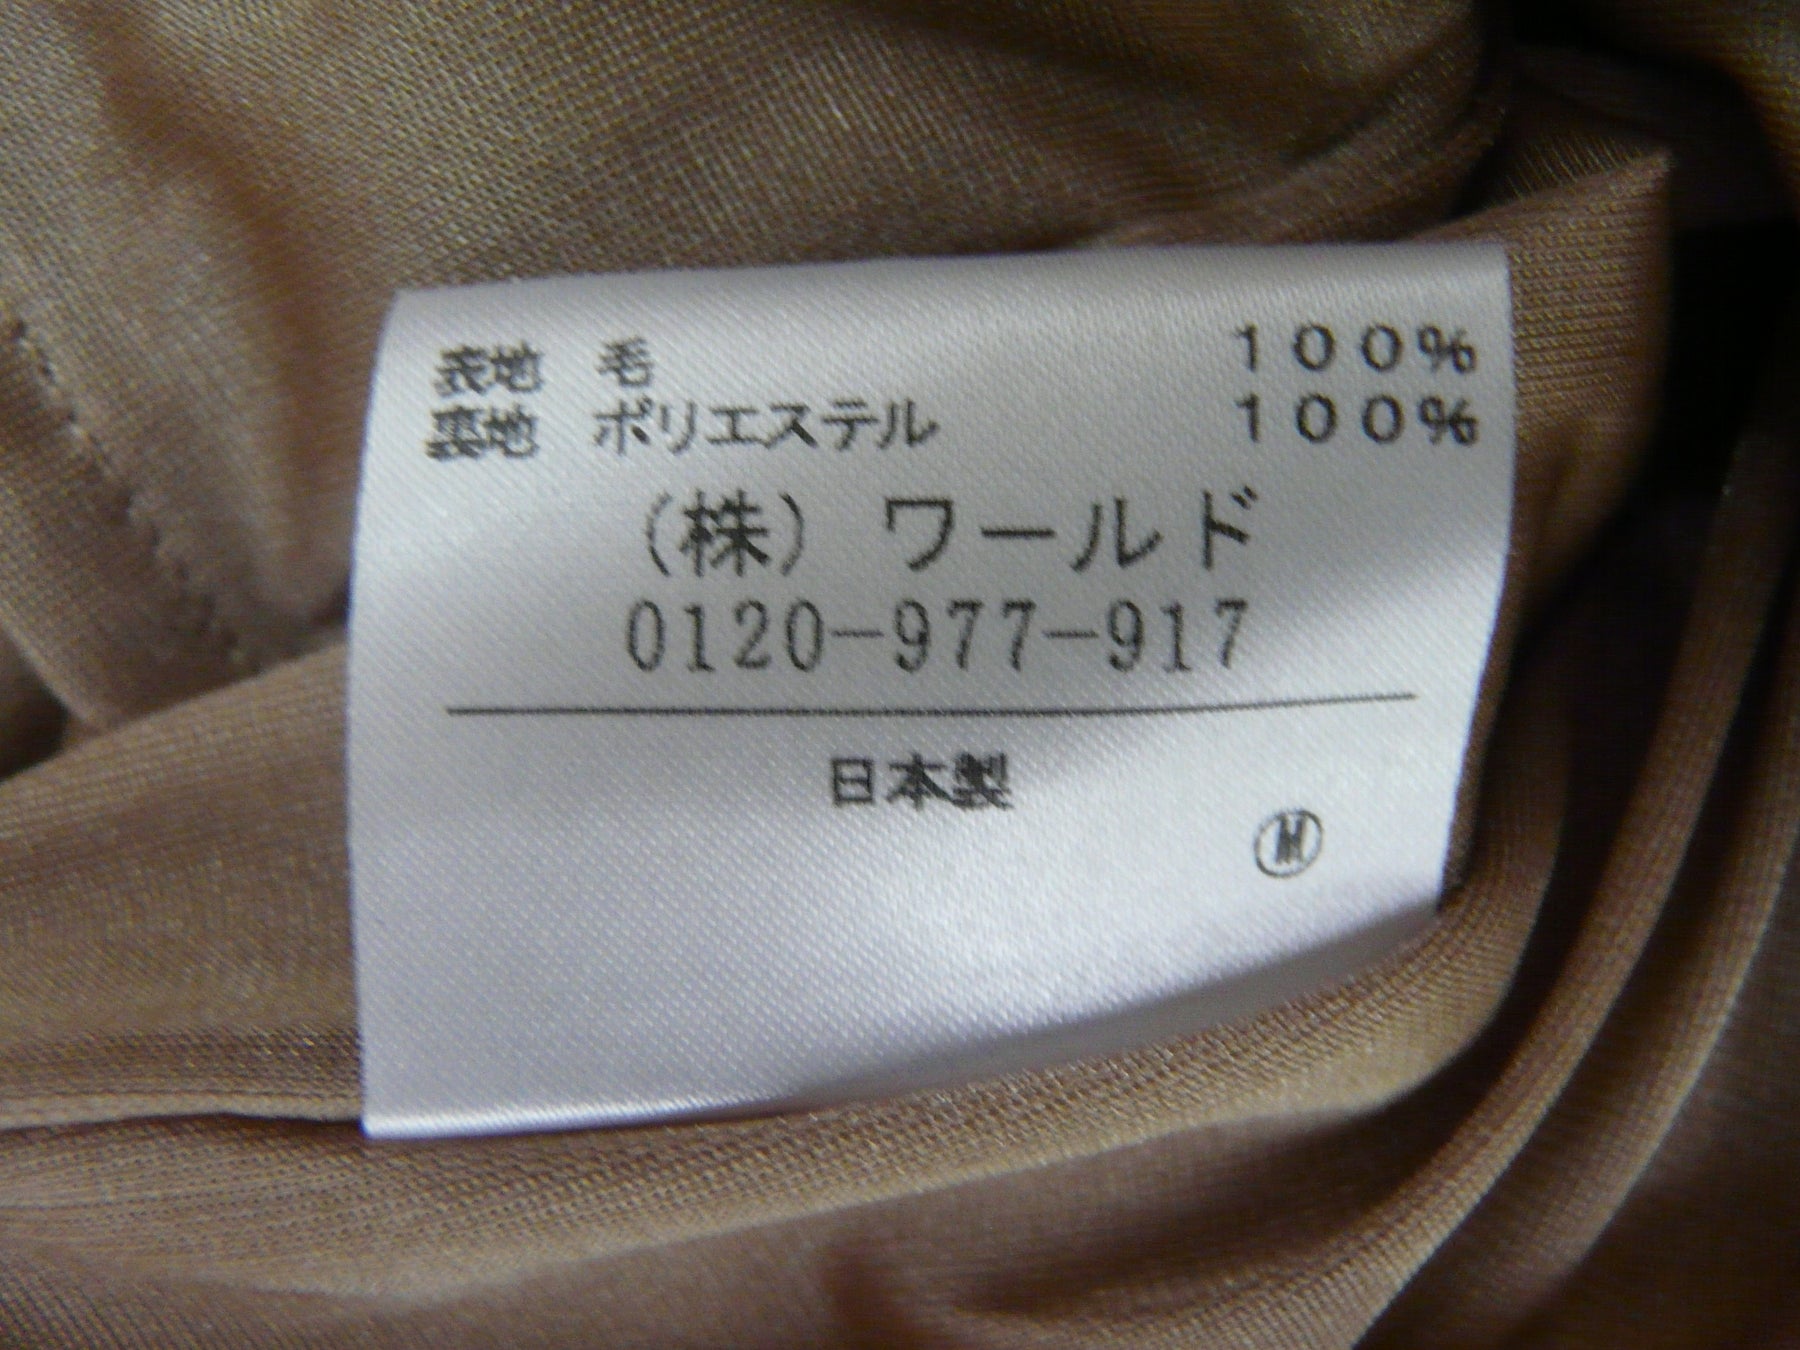 表地 毛 100%
裏地 ポリエステル 100%
(株) ワールド
0120-977-917
日本製
Ⓜ